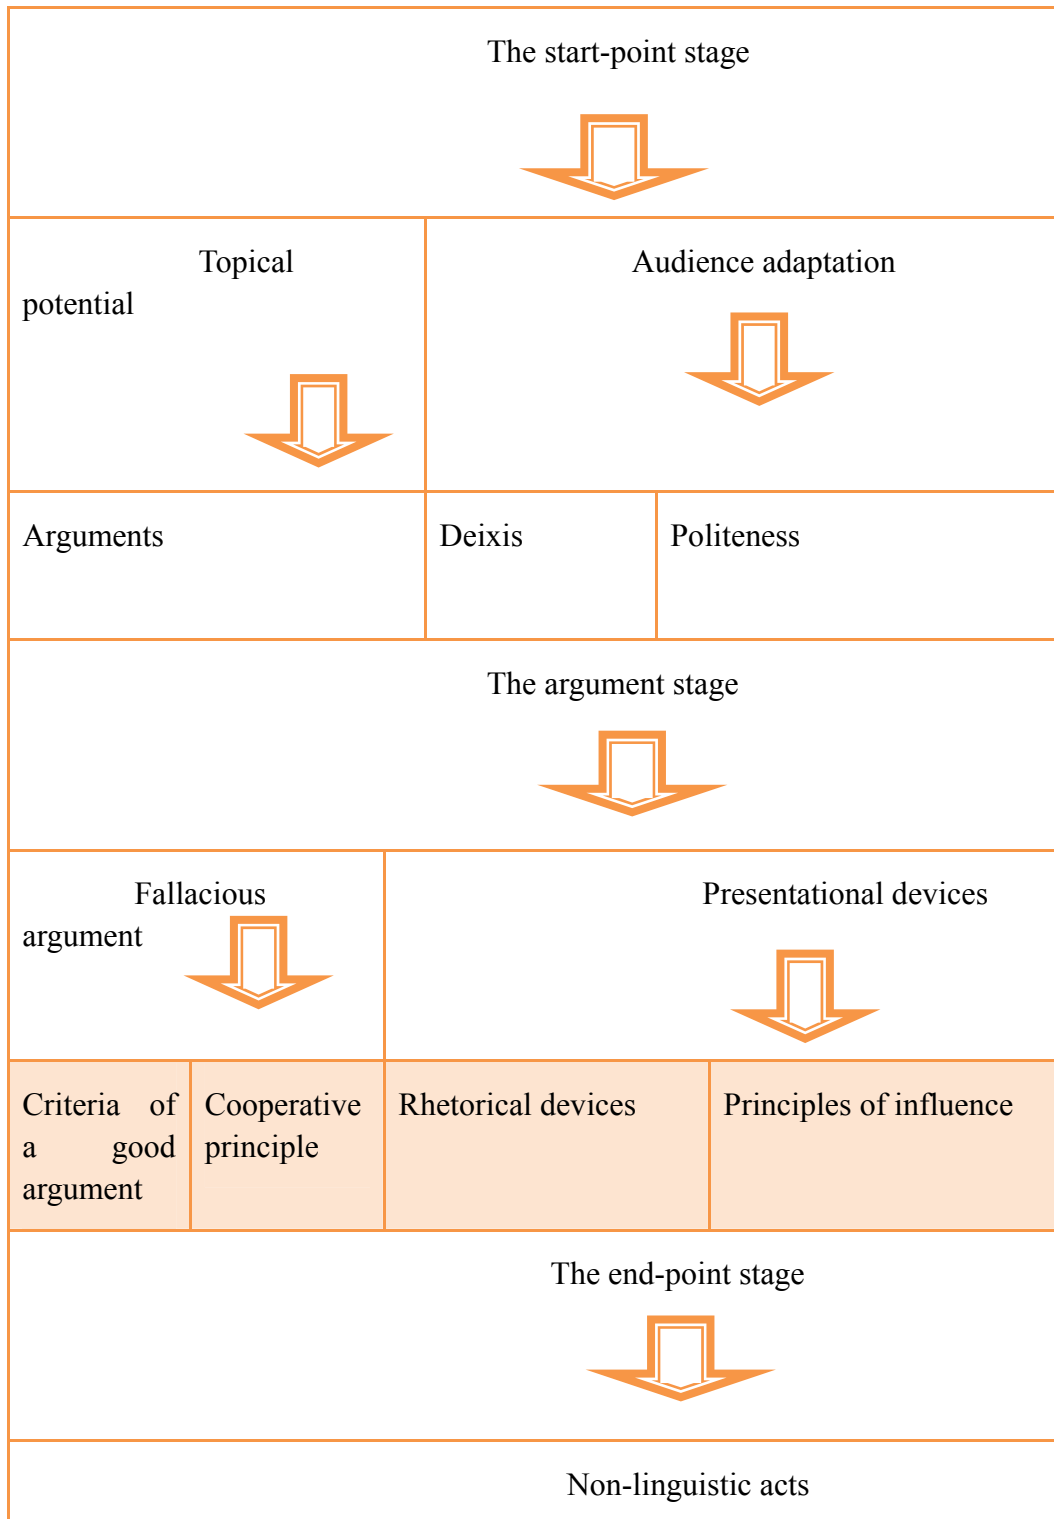 The start-point stage
Topical
potential
Audience adaptation
Arguments
Deixis
Politeness
The argument stage
Fallacious
argument
Presentational devices
Criteria of
a good
argument
Cooperative
principle
Rhetorical devices
Principles of influence
The end-point stage
Non-linguistic acts